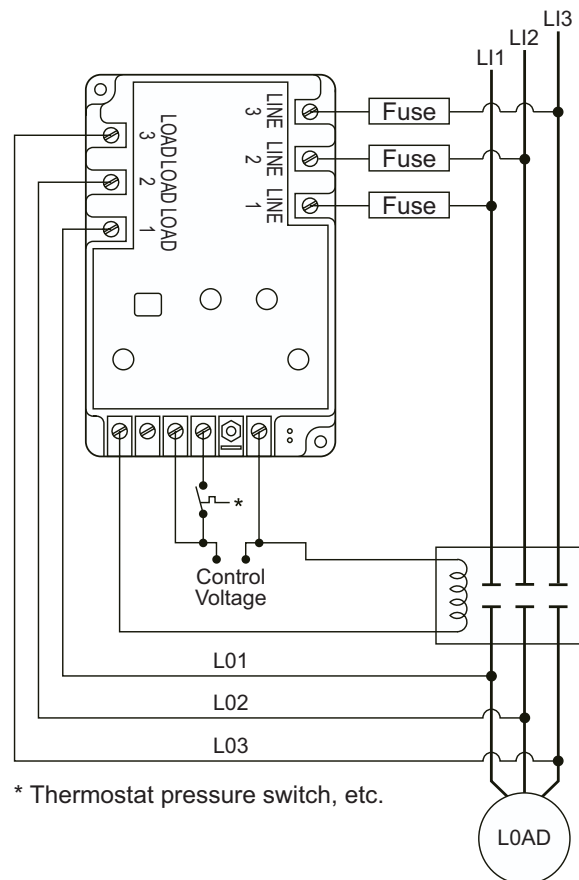 LI3
LI2
LI1
LINE 3
LINE 2
LINE 1
Fuse
Fuse
Fuse
LOAD 3
LOAD 2
LOAD 1
*
Control
Voltage
L01
L02
L03
* Thermostat pressure switch, etc.
L0AD